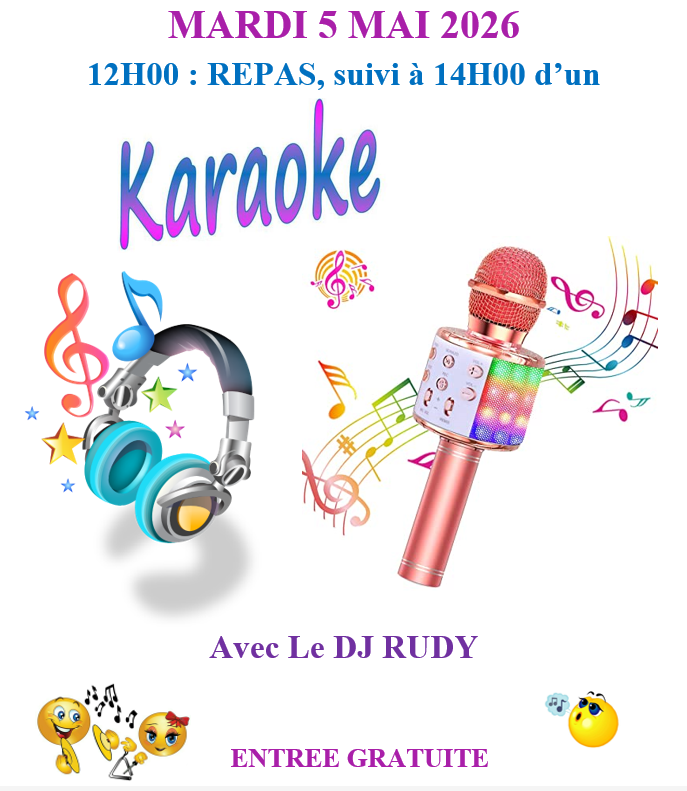 MARDI 5 MAI 2026
12H00 : REPAS, suivi à 14H00 d’un
Karaoke
Avec Le DJ RUDY
ENTREE GRATUITE